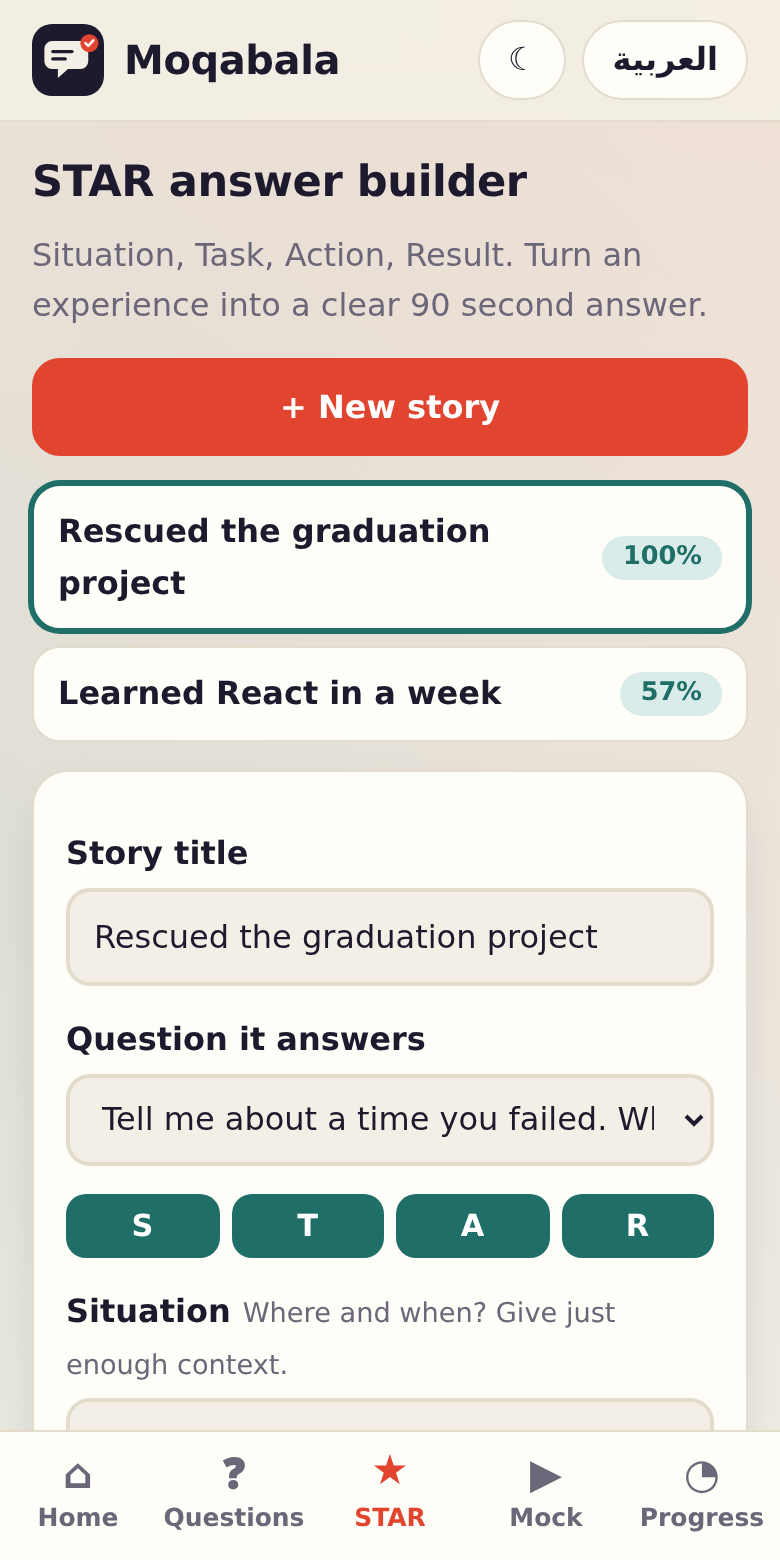 Moqabala
العربية
STAR answer builder
Situation, Task, Action, Result. Turn an
experience into a clear 90 second answer.
+ New story
Rescued the graduation
project
100%
Learned React in a week
57%
Story title
Rescued the graduation project
Question it answers
Tell me about a time you failed.
S T A R
Situation Where and when? Give just
enough context.
Home Questions STAR Mock Progress